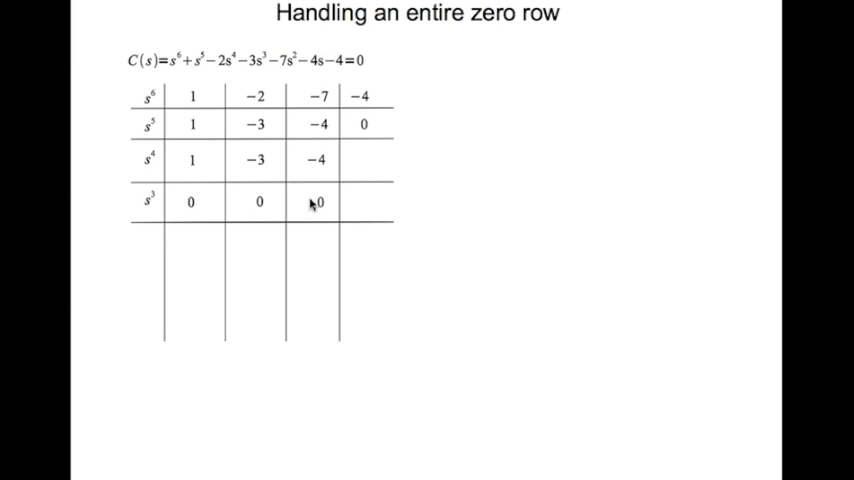 Handling an entire zero row
C(s)=s⁶+s⁵−2s⁴−3s³−7s²−4s−4=0
s⁶ 1 −2 −7 −4
s⁵ 1 −3 −4 0
s⁴ 1 −3 −4
s³ 0 0 0